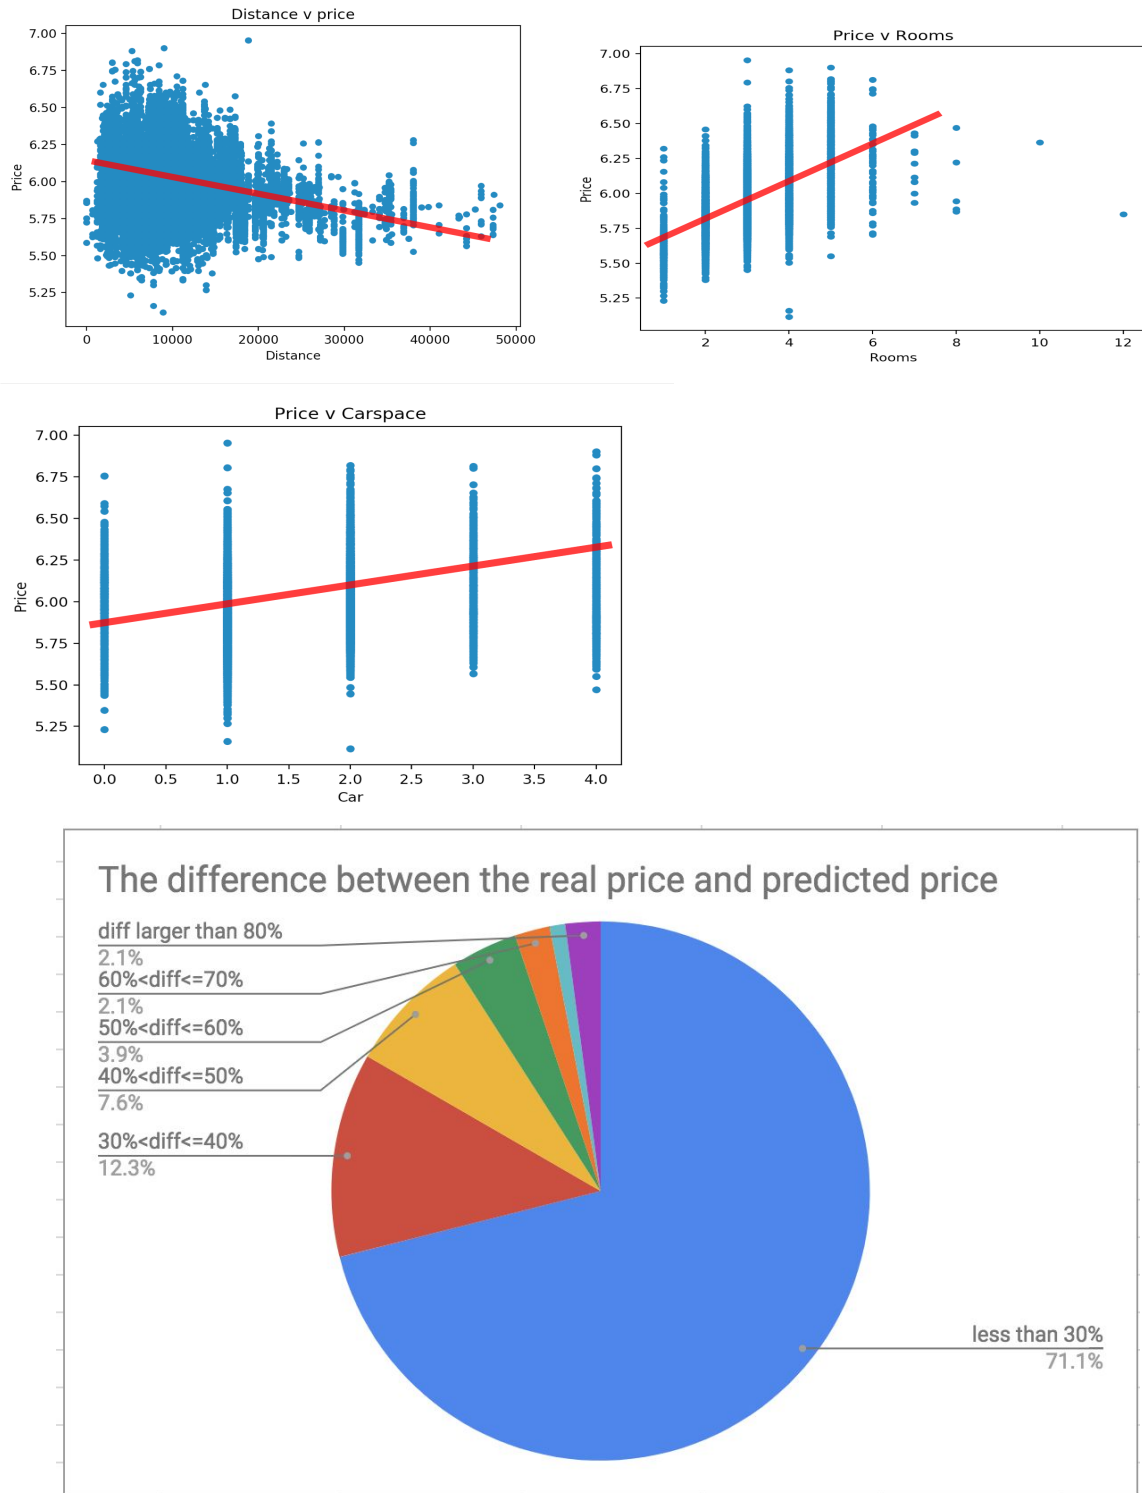 Distance v price
7.00
6.75
6.50
6.25
6.00
5.75
5.50
5.25
Price
0 10000 20000 30000 40000 50000
Distance
Price v Rooms
7.00
6.75
6.50
6.25
6.00
5.75
5.50
5.25
Price
2 4 6 8 10 12
Rooms
Price v Carspace
7.00
6.75
6.50
6.25
6.00
5.75
5.50
5.25
Price
0.0 0.5 1.0 1.5 2.0 2.5 3.0 3.5 4.0
Car
The difference between the real price and predicted price
diff larger than 80%
2.1%
60%<diff<=70%
2.1%
50%<diff<=60%
3.9%
40%<diff<=50%
7.6%
30%<diff<=40%
12.3%
less than 30%
71.1%